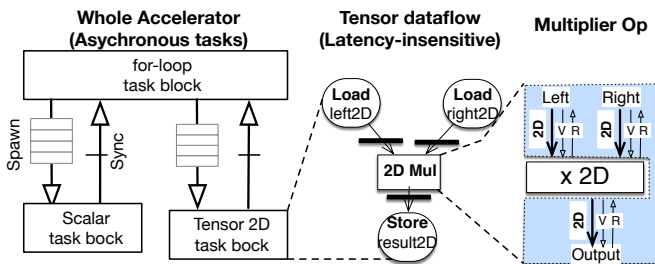 Whole Accelerator
(Asychronous tasks)
Tensor dataflow
(Latency-insensitive)
Multiplier Op
for-loop
task block
Spawn
Sync
Scalar
task bock
Tensor 2D
task bock
Load
left2D
Load
right2D
2D Mul
Store
result2D
Left
Right
2D
V
R
2D
V
R
x 2D
2D
V
R
Output